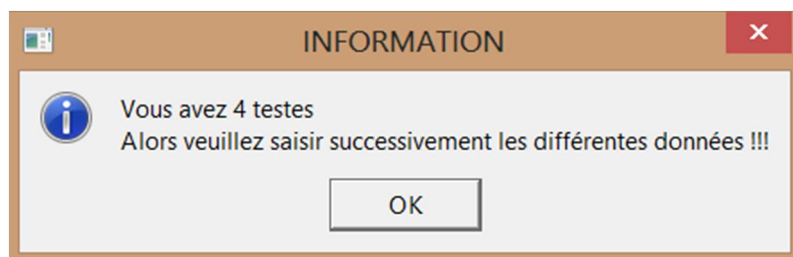 INFORMATION
Vous avez 4 testes
Alors veuillez saisir successivement les différentes données !!!
OK